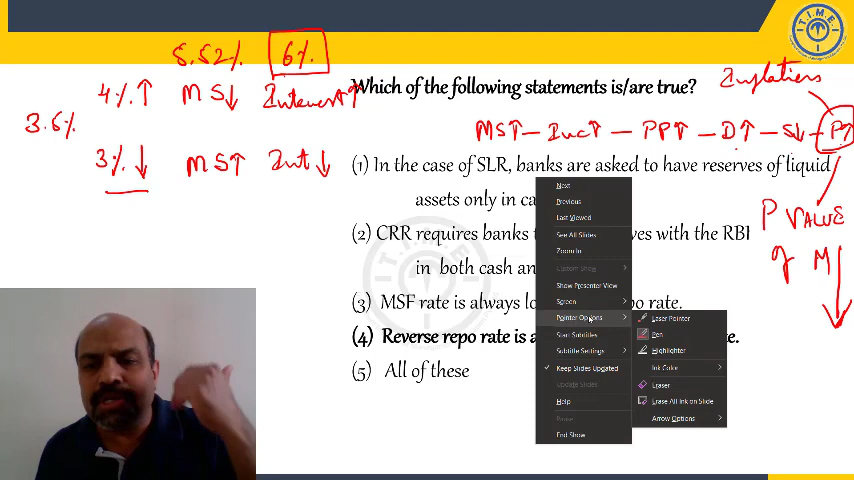 T.I.M.E.
5.52% 6%
Which of the following statements is/are true?
Inflation
4% ↑ MS↓ Interest ↑
3.6%
MS↑ — Inc↑ — PP↑ — D↑ — S↓ — P↑
3% ↓ MS↑ Int ↓
(1) In the case of SLR, banks are asked to have reserves of liquid
assets only in ca
P VALUE
of M ↓
(2) CRR requires banks t ves with the RBI
in both cash an
(3) MSF rate is always lo po rate.
(4) Reverse repo rate is a e.
(5) All of these
Next
Previous
Last Viewed
See All Slides
Zoom In
Custom Show
Show Presenter View
Screen
Pointer Options
Start Subtitles
Subtitle Settings
Keep Slides Updated
Update Slides
Help
Pause
End Show
Laser Pointer
Pen
Highlighter
Ink Color
Eraser
Erase All Ink on Slide
Arrow Options